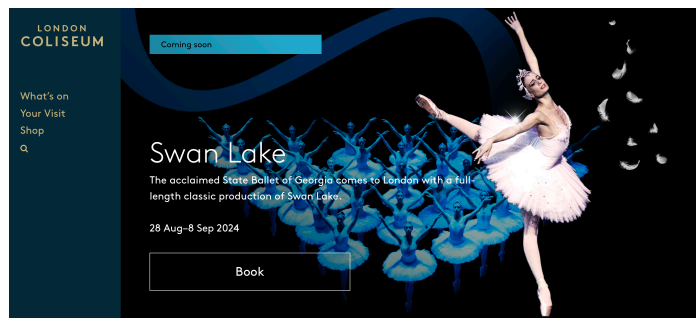 LONDON
COLISEUM
What's on
Your Visit
Shop
Coming soon
Swan Lake
The acclaimed State Ballet of Georgia comes to London with a full-
length classic production of Swan Lake.
28 Aug–8 Sep 2024
Book